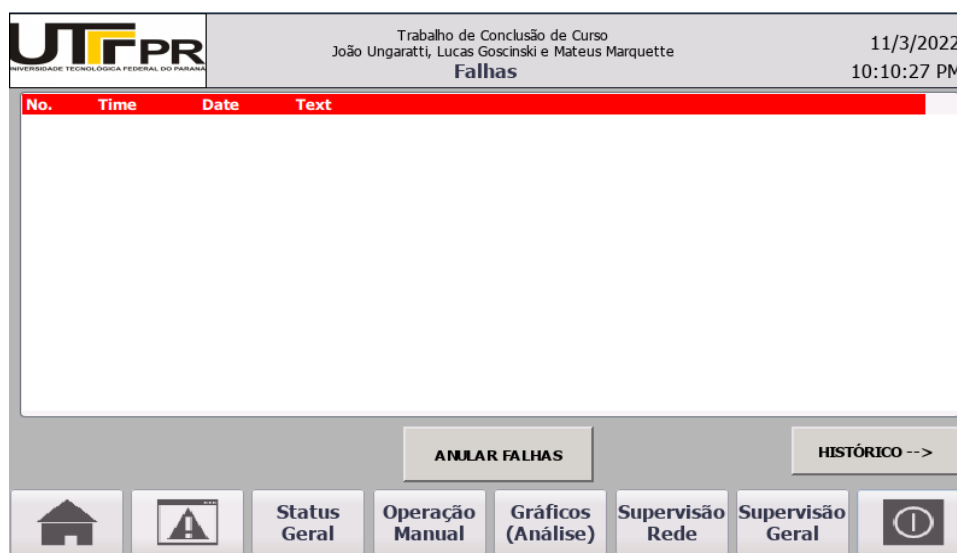 UTFPR
UNIVERSIDADE TECNOLÓGICA FEDERAL DO PARANÁ
Trabalho de Conclusão de Curso
João Ungaratti, Lucas Goscinski e Mateus Marquette
Falhas
11/3/2022
10:10:27 PM
No. Time Date Text
ANULAR FALHAS
HISTÓRICO -->
Status
Geral
Operação
Manual
Gráficos
(Análise)
Supervisão
Rede
Supervisão
Geral